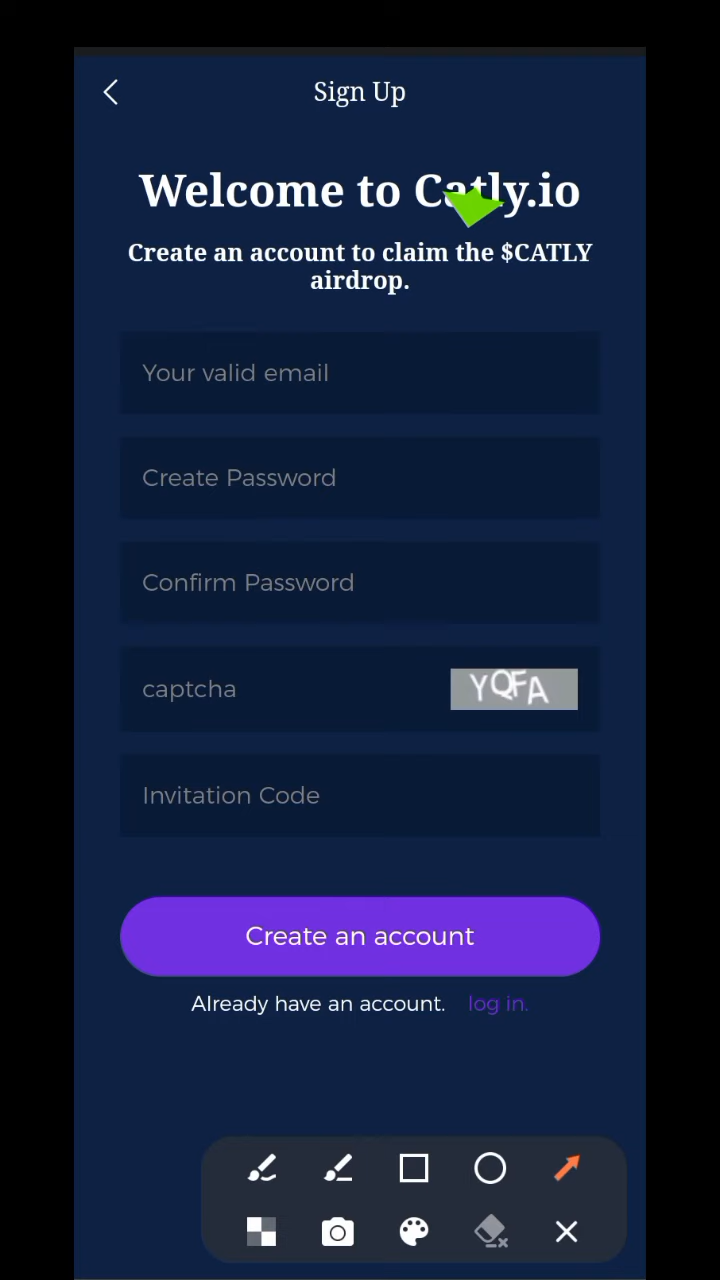 Sign Up
Welcome to Catly.io
Create an account to claim the $CATLY
airdrop.
Your valid email
Create Password
Confirm Password
captcha
YQFA
Invitation Code
Create an account
Already have an account. log in.